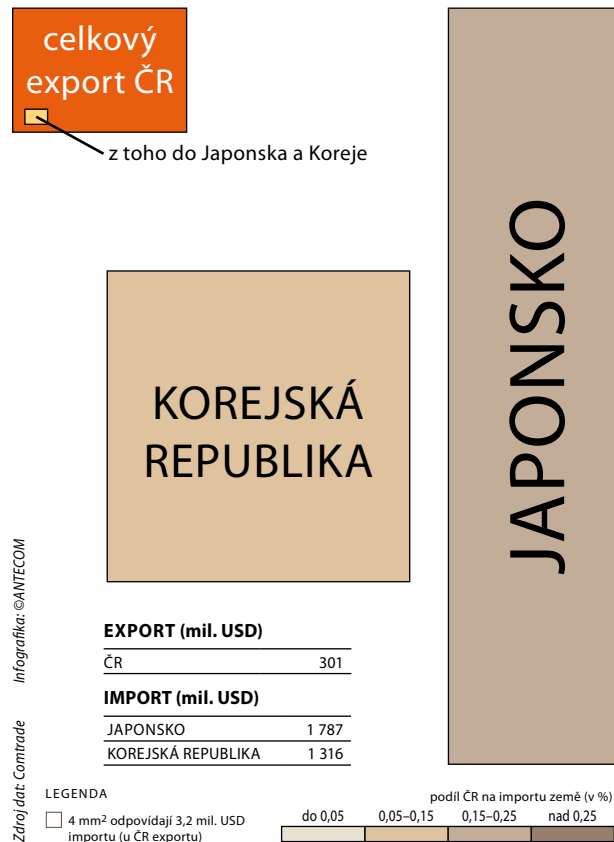 celkový
export ČR
z toho do Japonska a Koreje
JAPONSKO
KOREJSKÁ
REPUBLIKA
EXPORT (mil. USD)
ČR 301
IMPORT (mil. USD)
JAPONSKO 1 787
KOREJSKÁ REPUBLIKA 1 316
Zdroj dat: Comtrade Infografika: ©ANTECOM
LEGENDA
4 mm² odpovídají 3,2 mil. USD
importu (u ČR exportu)
podíl ČR na importu země (v %)
do 0,05 0,05–0,15 0,15–0,25 nad 0,25